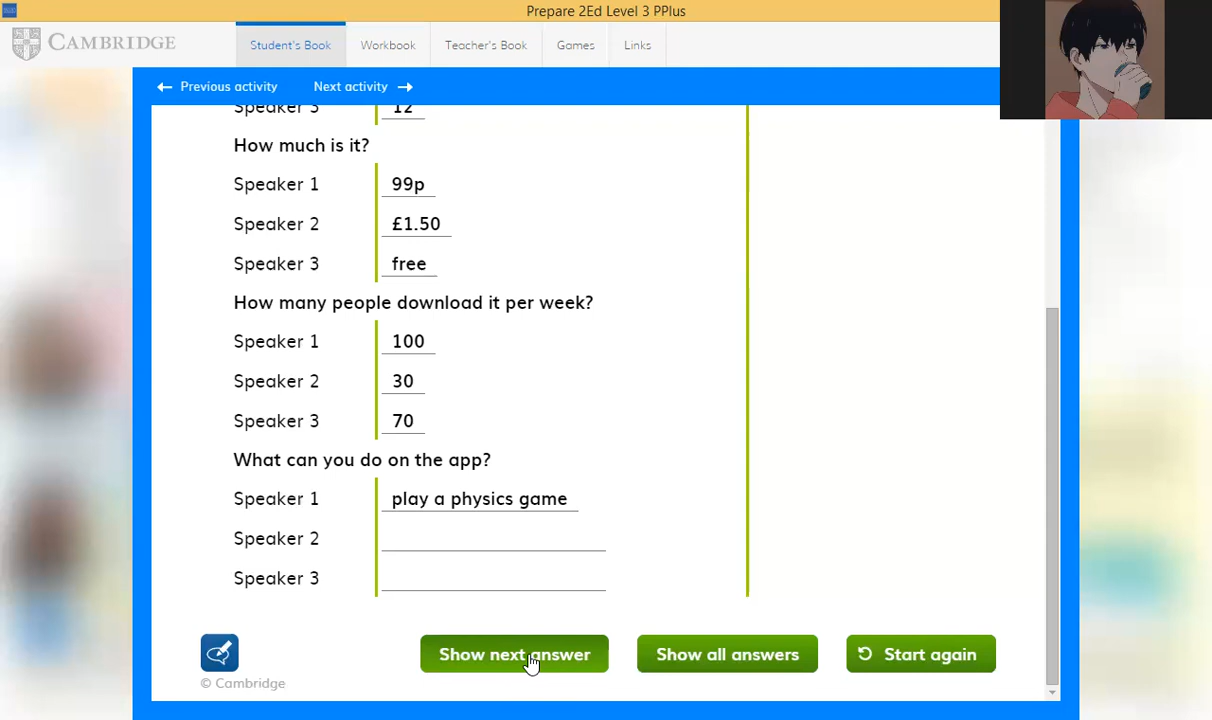 Prepare 2Ed Level 3 PPlus
CAMBRIDGE
Student's Book
Workbook
Teacher's Book
Games
Links
Previous activity
Next activity
Speaker 3 12
How much is it?
Speaker 1 99p
Speaker 2 £1.50
Speaker 3 free
How many people download it per week?
Speaker 1 100
Speaker 2 30
Speaker 3 70
What can you do on the app?
Speaker 1 play a physics game
Speaker 2
Speaker 3
Show next answer
Show all answers
Start again
© Cambridge